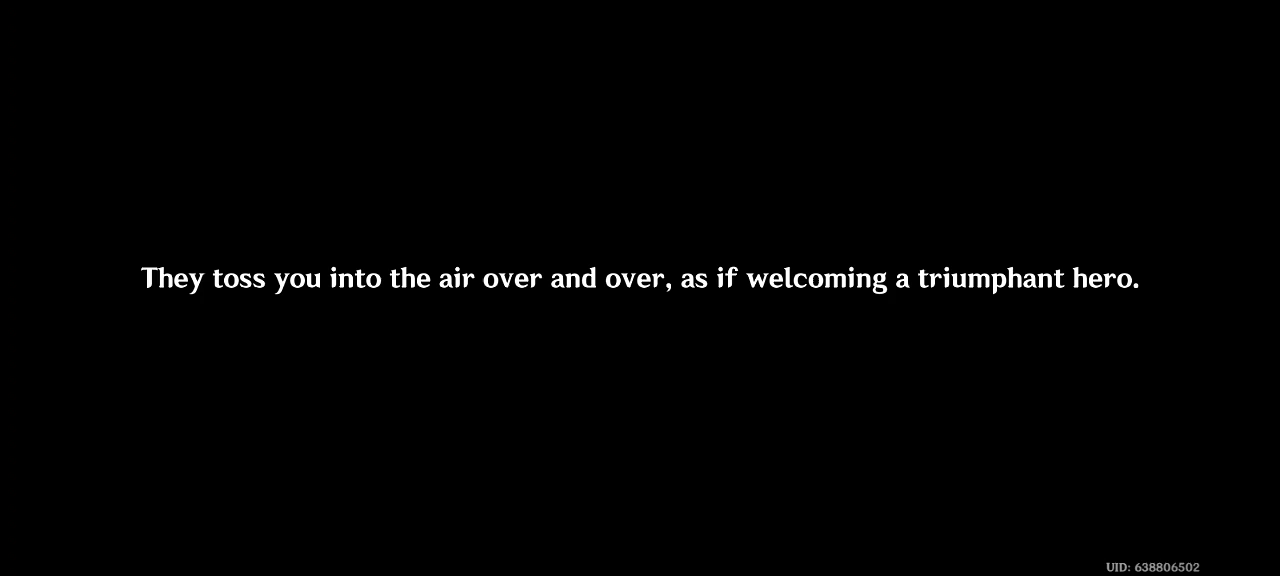 They toss you into the air over and over, as if welcoming a triumphant hero.
UID: 638806502